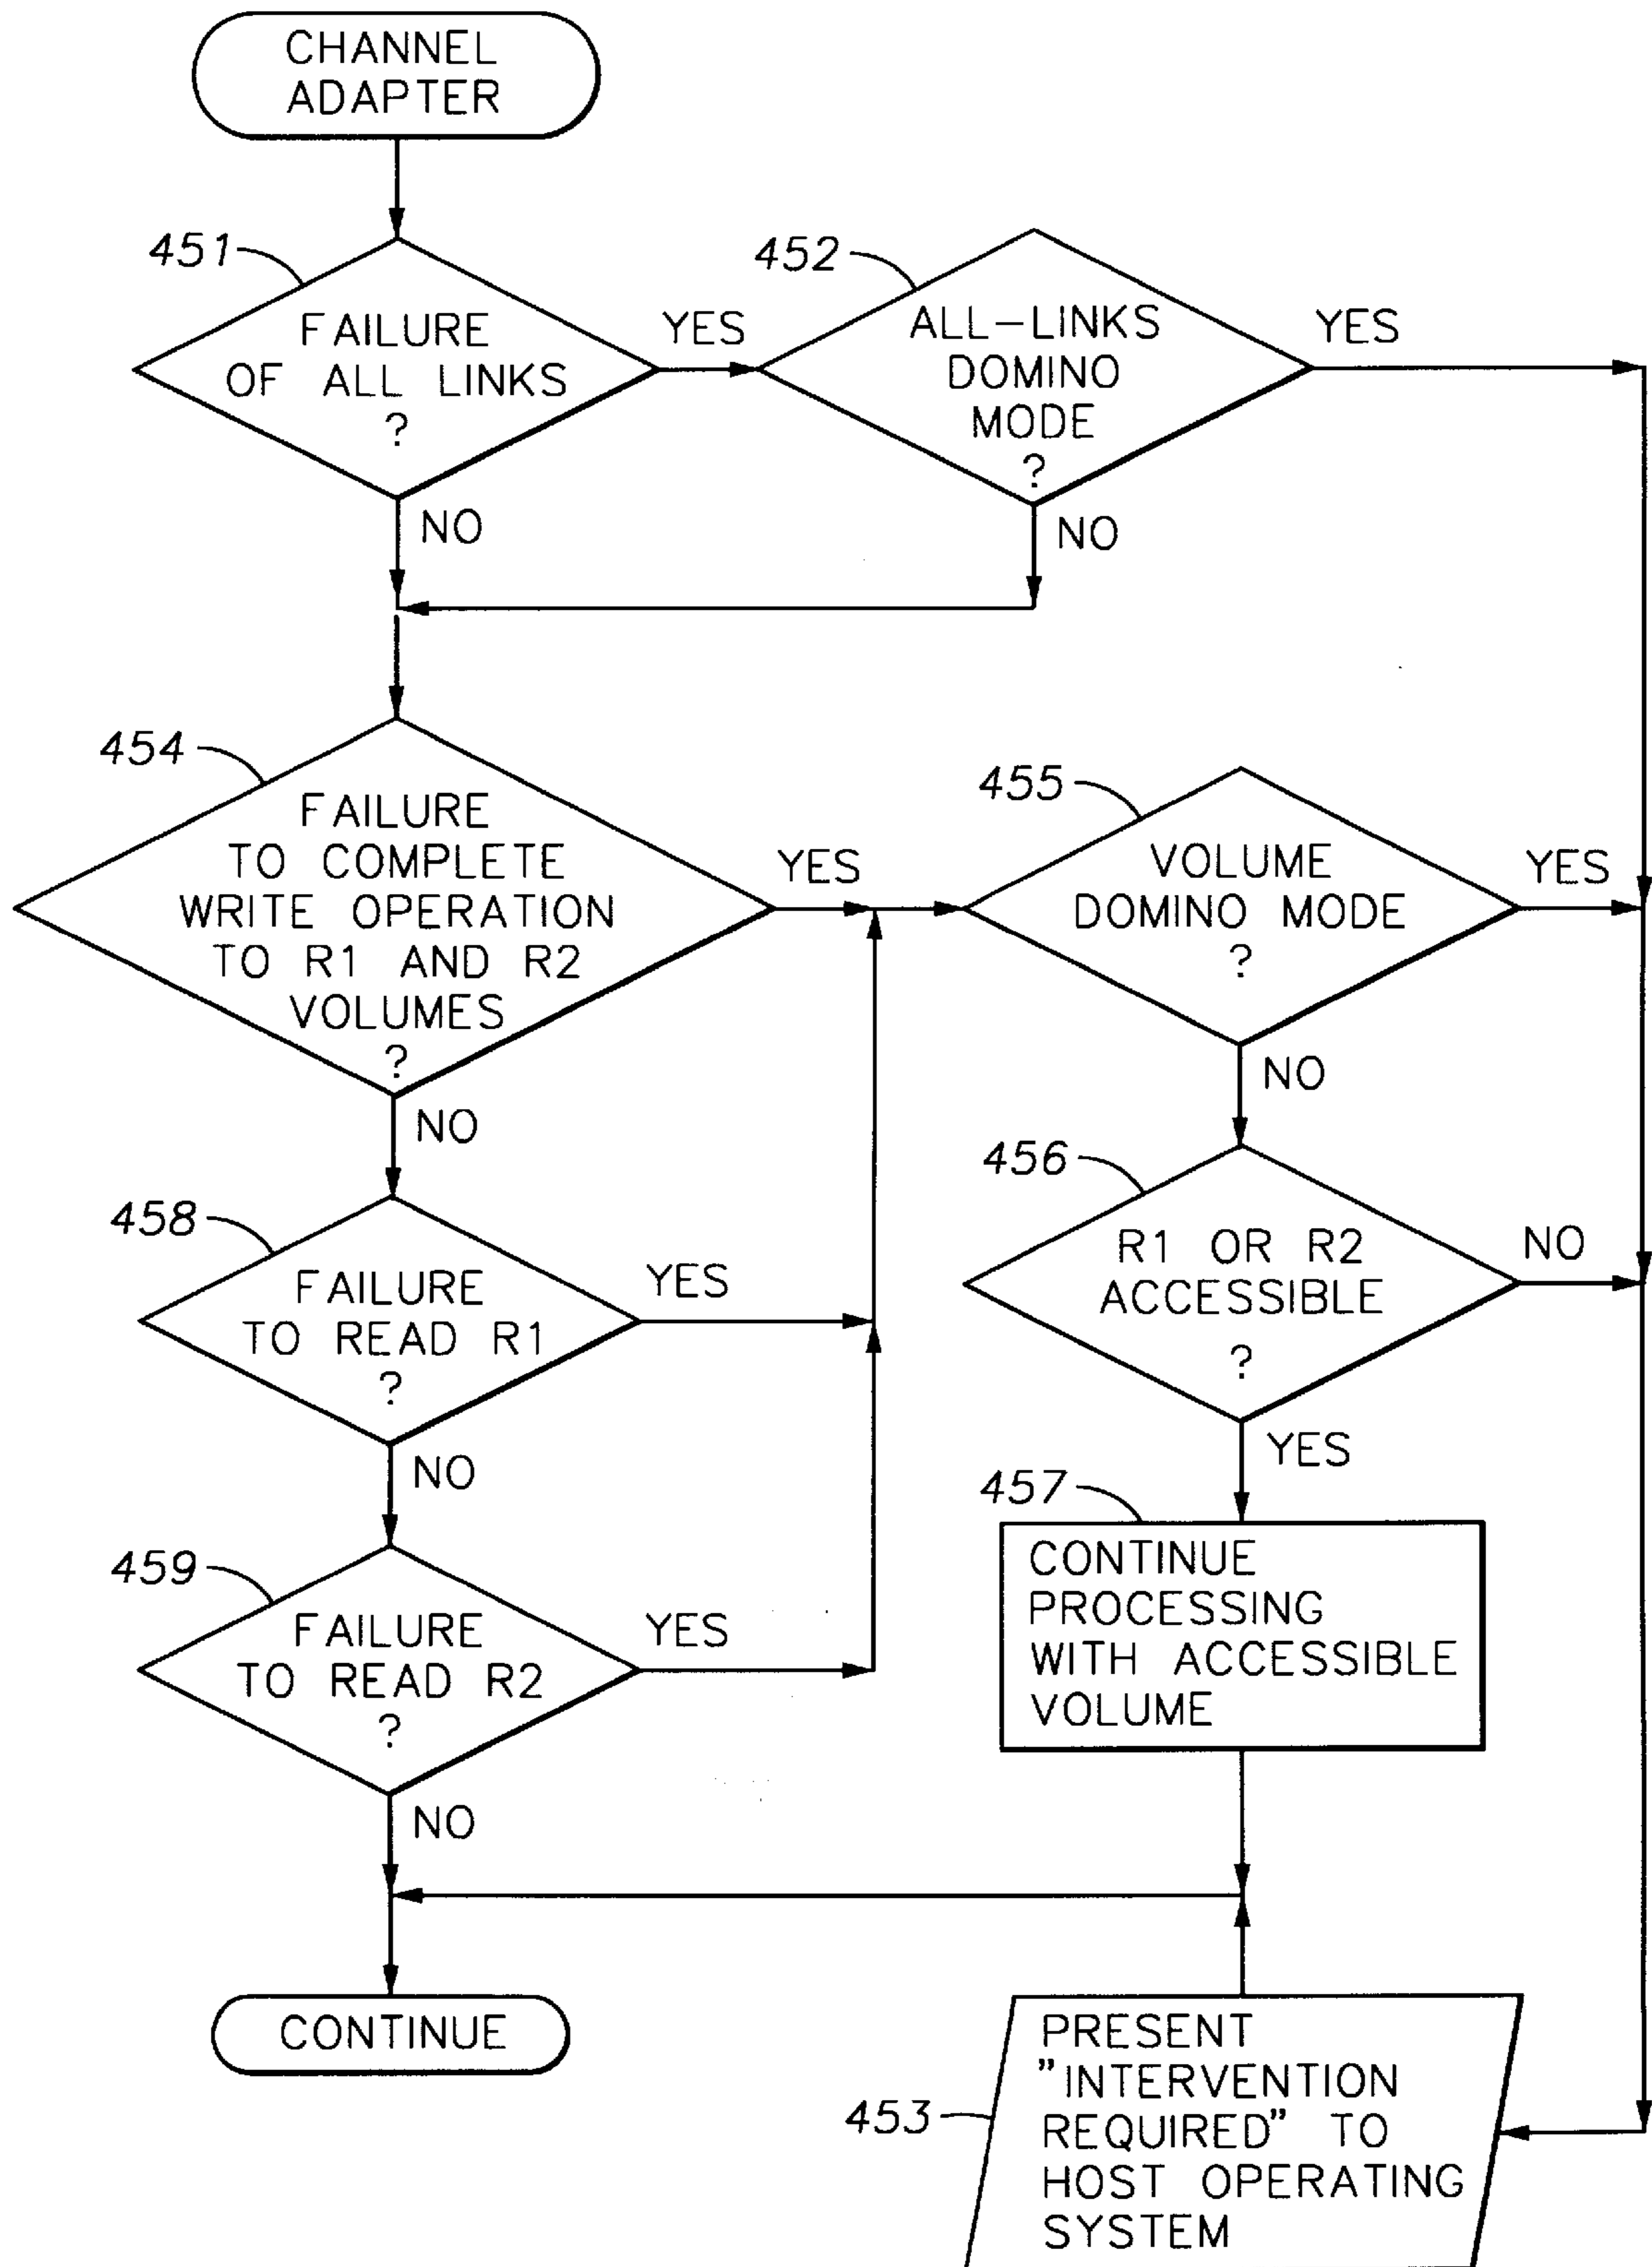 CHANNEL
ADAPTER
451
FAILURE
OF ALL LINKS
?
YES
NO
452
ALL-LINKS
DOMINO
MODE
?
YES
NO
454
FAILURE
TO COMPLETE
WRITE OPERATION
TO R1 AND R2
VOLUMES
?
YES
NO
455
VOLUME
DOMINO MODE
?
YES
NO
456
R1 OR R2
ACCESSIBLE
?
NO
YES
458
FAILURE
TO READ R1
?
YES
NO
457
CONTINUE
PROCESSING
WITH ACCESSIBLE
VOLUME
459
FAILURE
TO READ R2
?
YES
NO
CONTINUE
453
PRESENT
"INTERVENTION
REQUIRED" TO
HOST OPERATING
SYSTEM